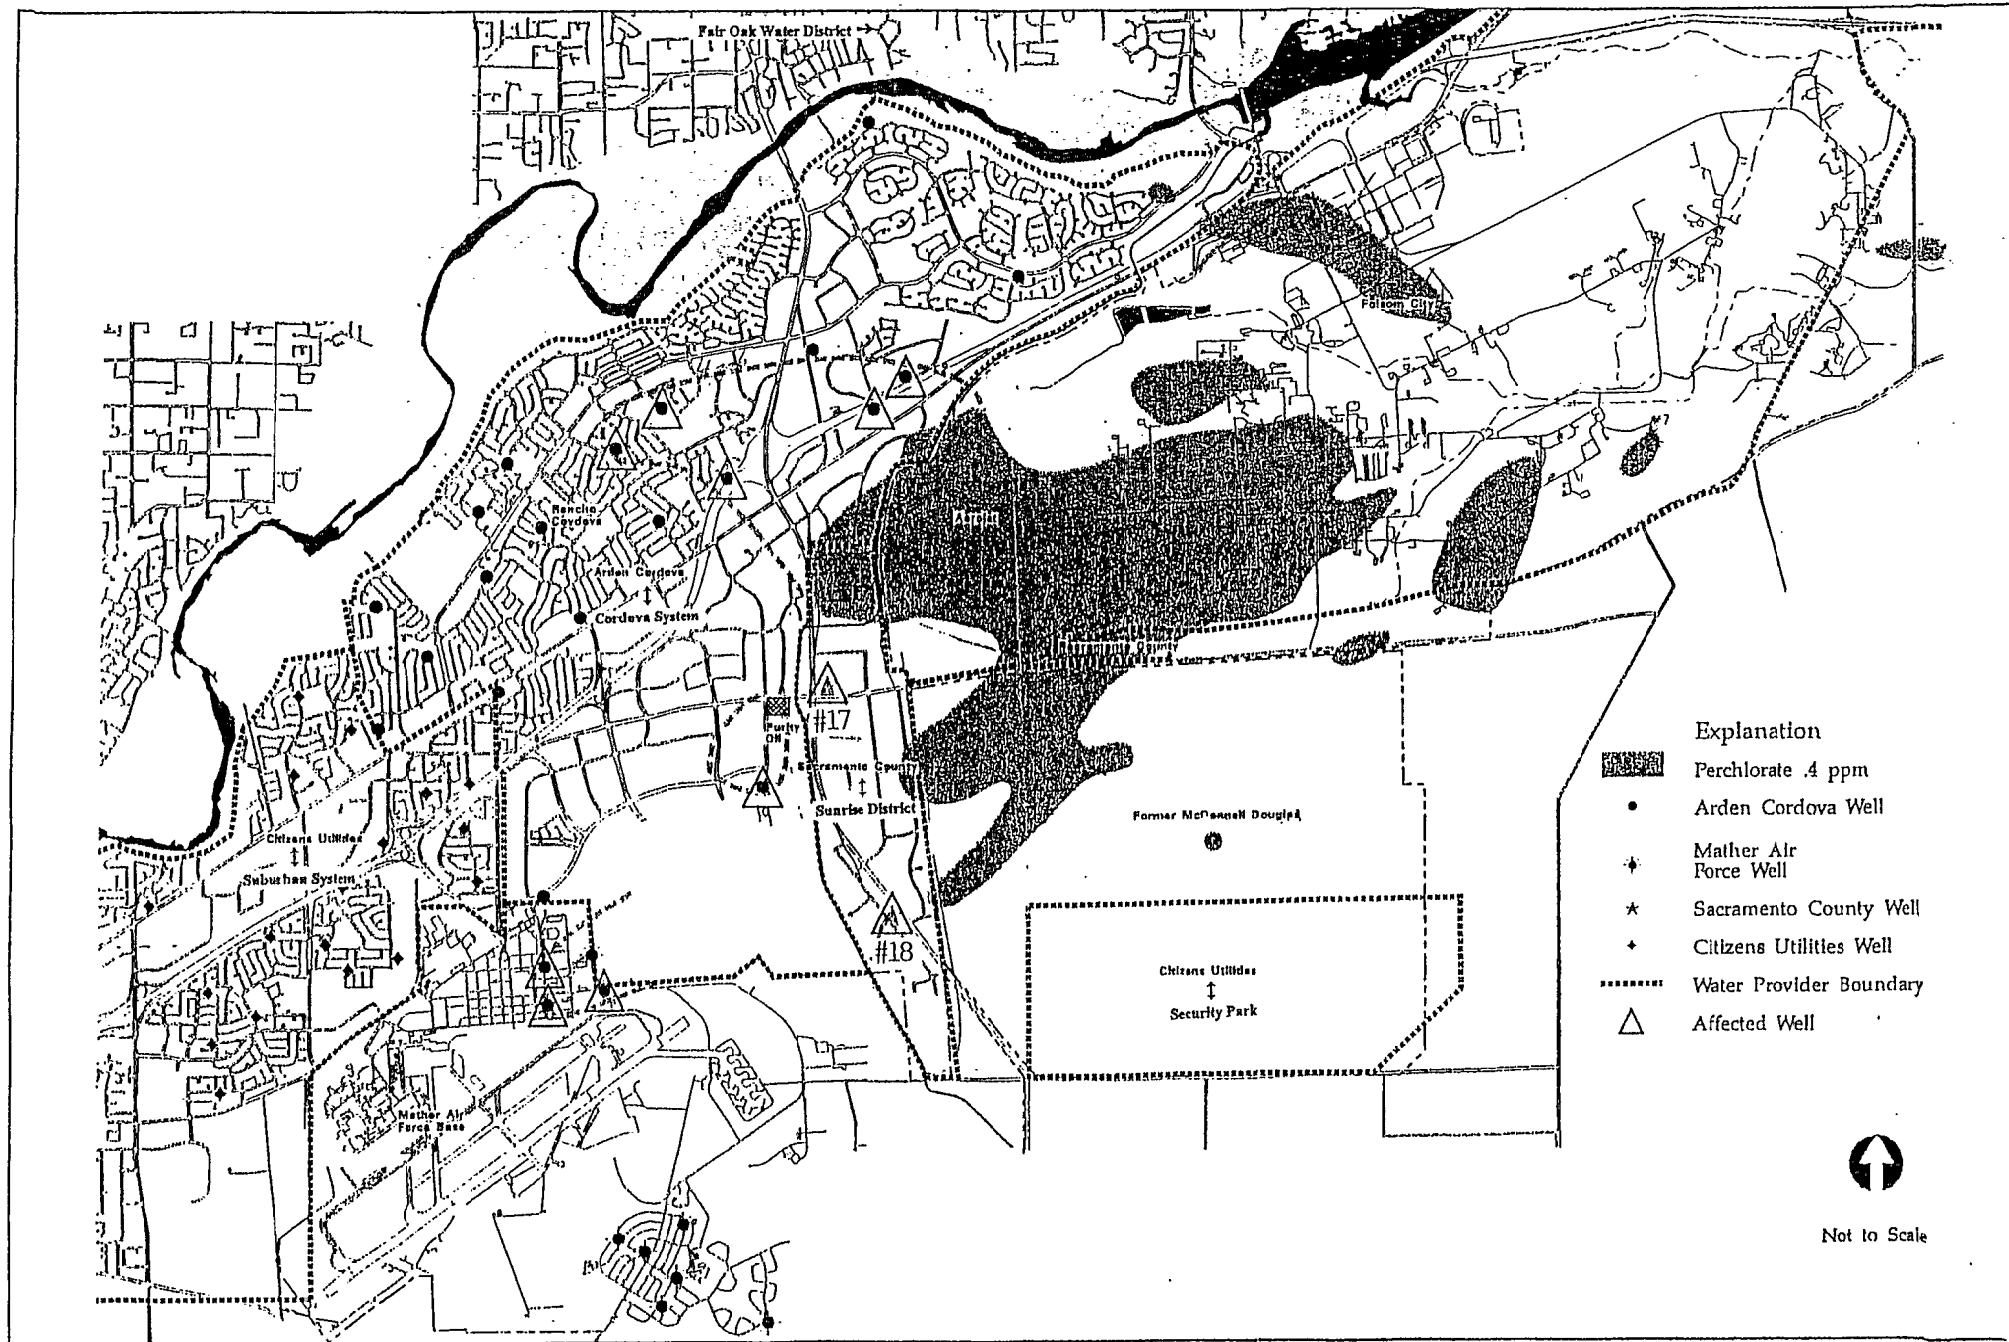 Fair Oak Water District
Folsom City
Aerojet
Rancho
Cordova
Arden Cordova
Cordova System
Sacramento County
#17
Purity
Oil
Sacramento County
Sunrise District
19
Former McDonnell Douglas
Citizens Utilities
Suburban System
#18
Citizens Utilities
Security Park
Mather Air
Force Base
Explanation
Perchlorate .4 ppm
Arden Cordova Well
Mather Air
Force Well
Sacramento County Well
Citizens Utilities Well
Water Provider Boundary
Affected Well
Not to Scale